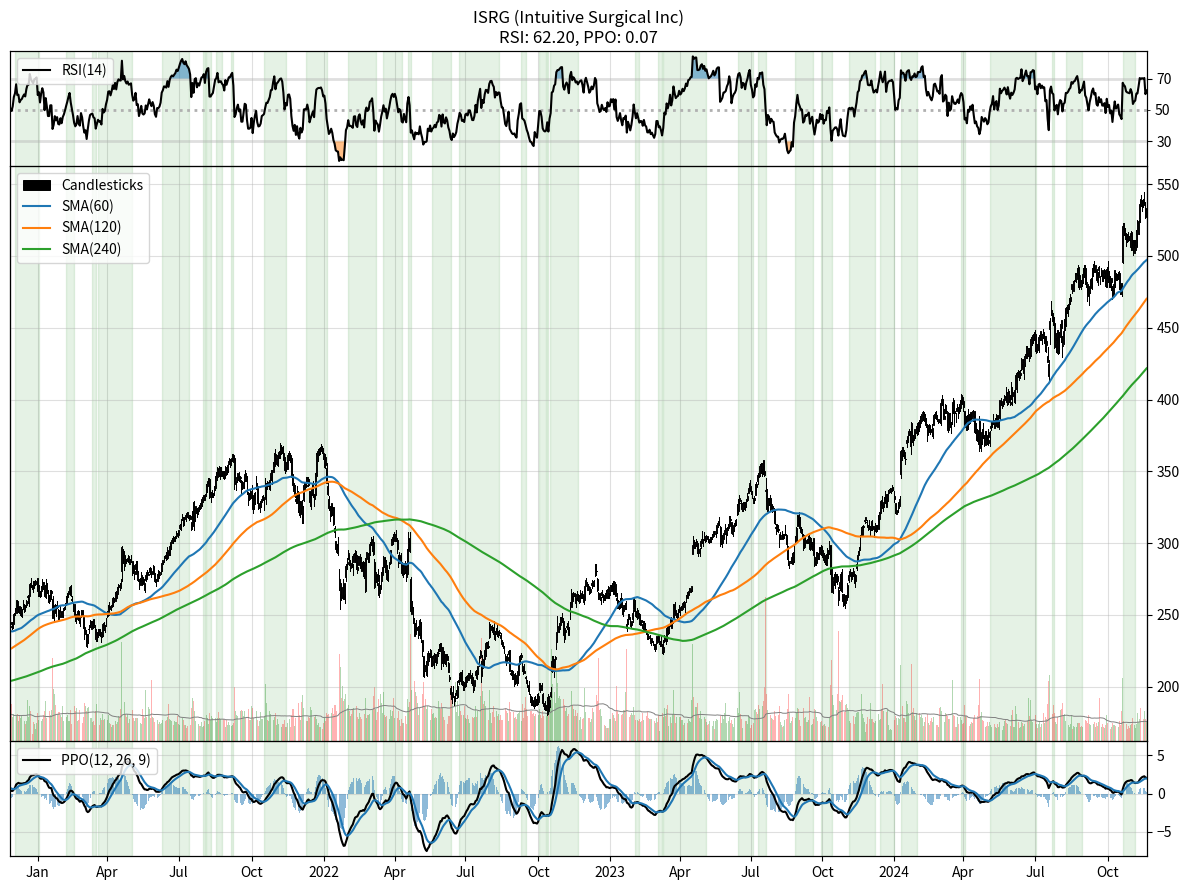 ISRG (Intuitive Surgical Inc)
RSI: 62.20, PPO: 0.07
RSI(14)
70
50
30
Candlesticks
SMA(60)
SMA(120)
SMA(240)
550
500
450
400
350
300
250
200
PPO(12, 26, 9)
5
0
−5
Jan Apr Jul Oct 2022 Apr Jul Oct 2023 Apr Jul Oct 2024 Apr Jul Oct